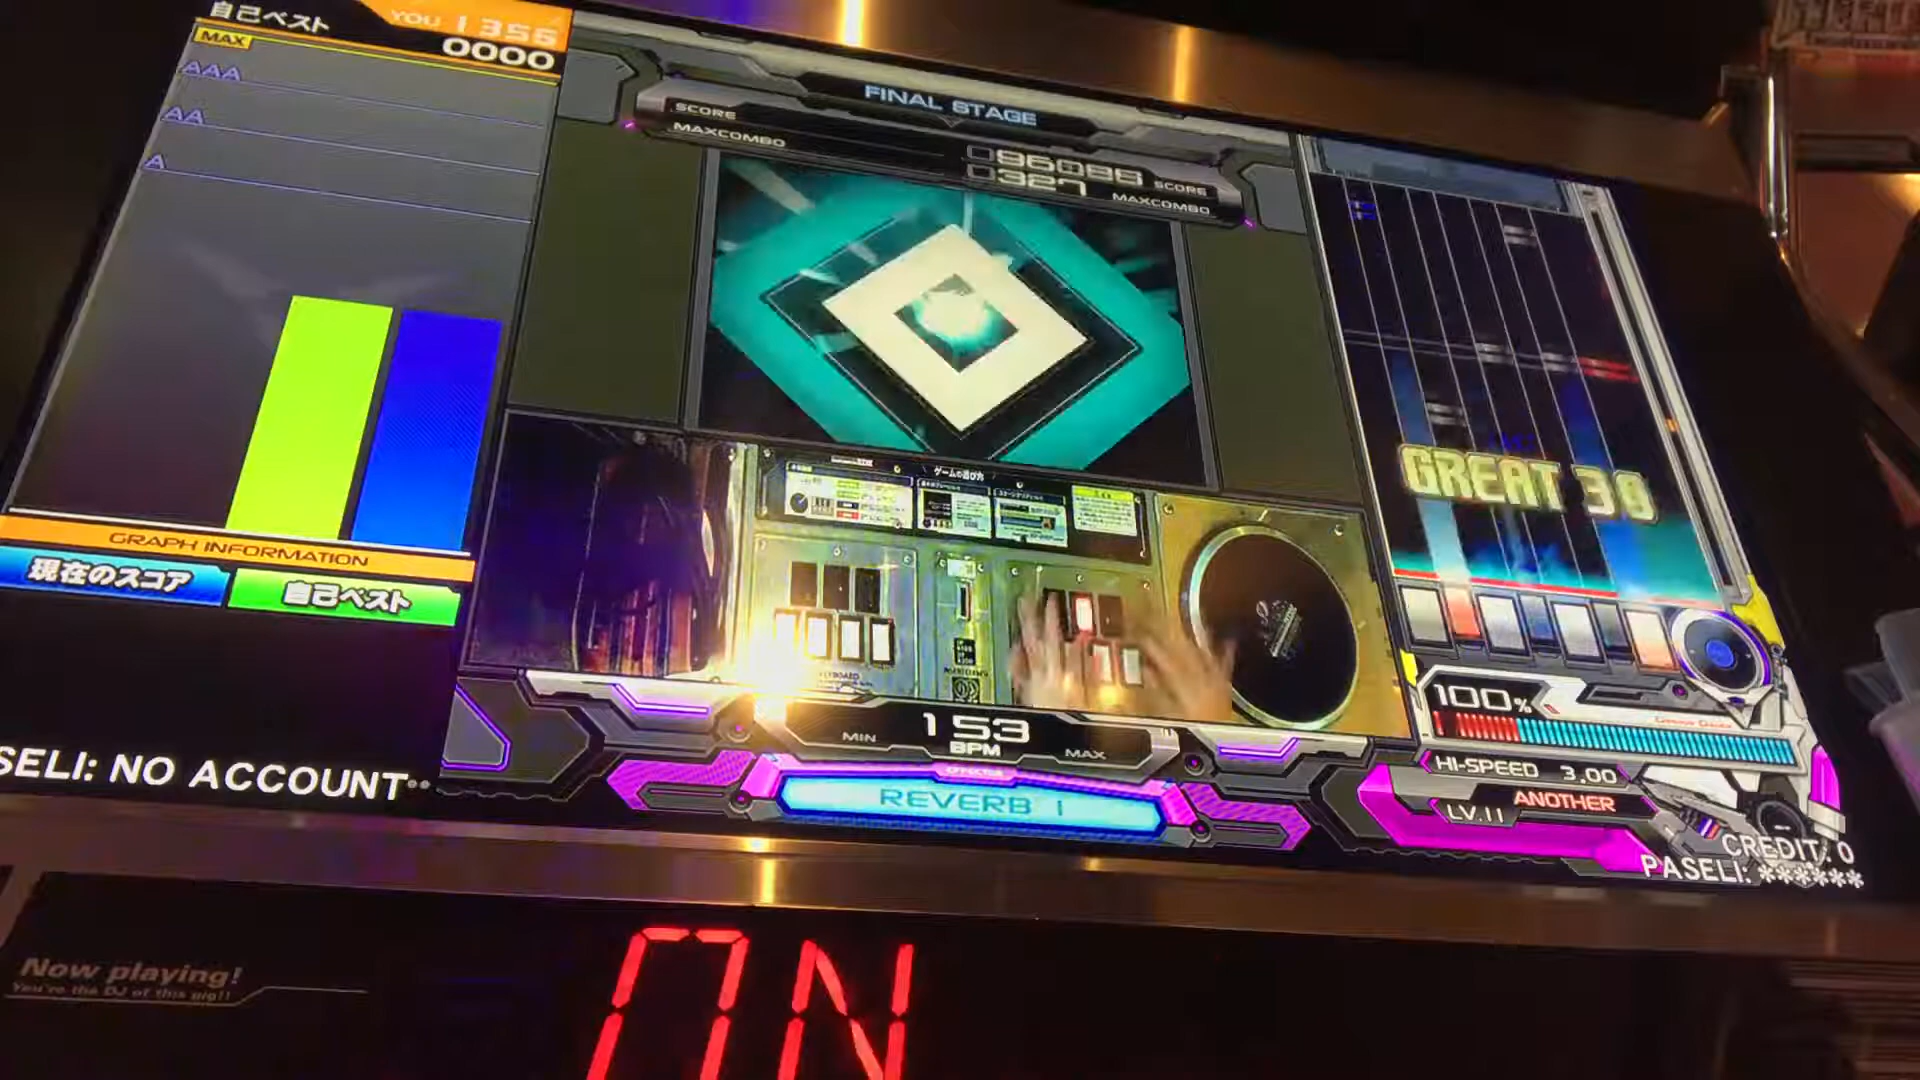 自己ベスト
YOU 1356
0000
MAX
AAA
AA
A
GRAPH INFORMATION
現在のスコア
自己ベスト
FINAL STAGE
SCORE
MAXCOMBO
SCORE
0327 MAXCOMBO
ゲームの遊び方
GREAT 38
153
MIN BPM MAX
EFFECTOR
REVERB 1
100%
HI-SPEED 3.00
ANOTHER
LV.11
CREDIT: 0
PASELI: ******
SELI: NO ACCOUNT
Now playing!
You're the DJ of this gig!!
ON